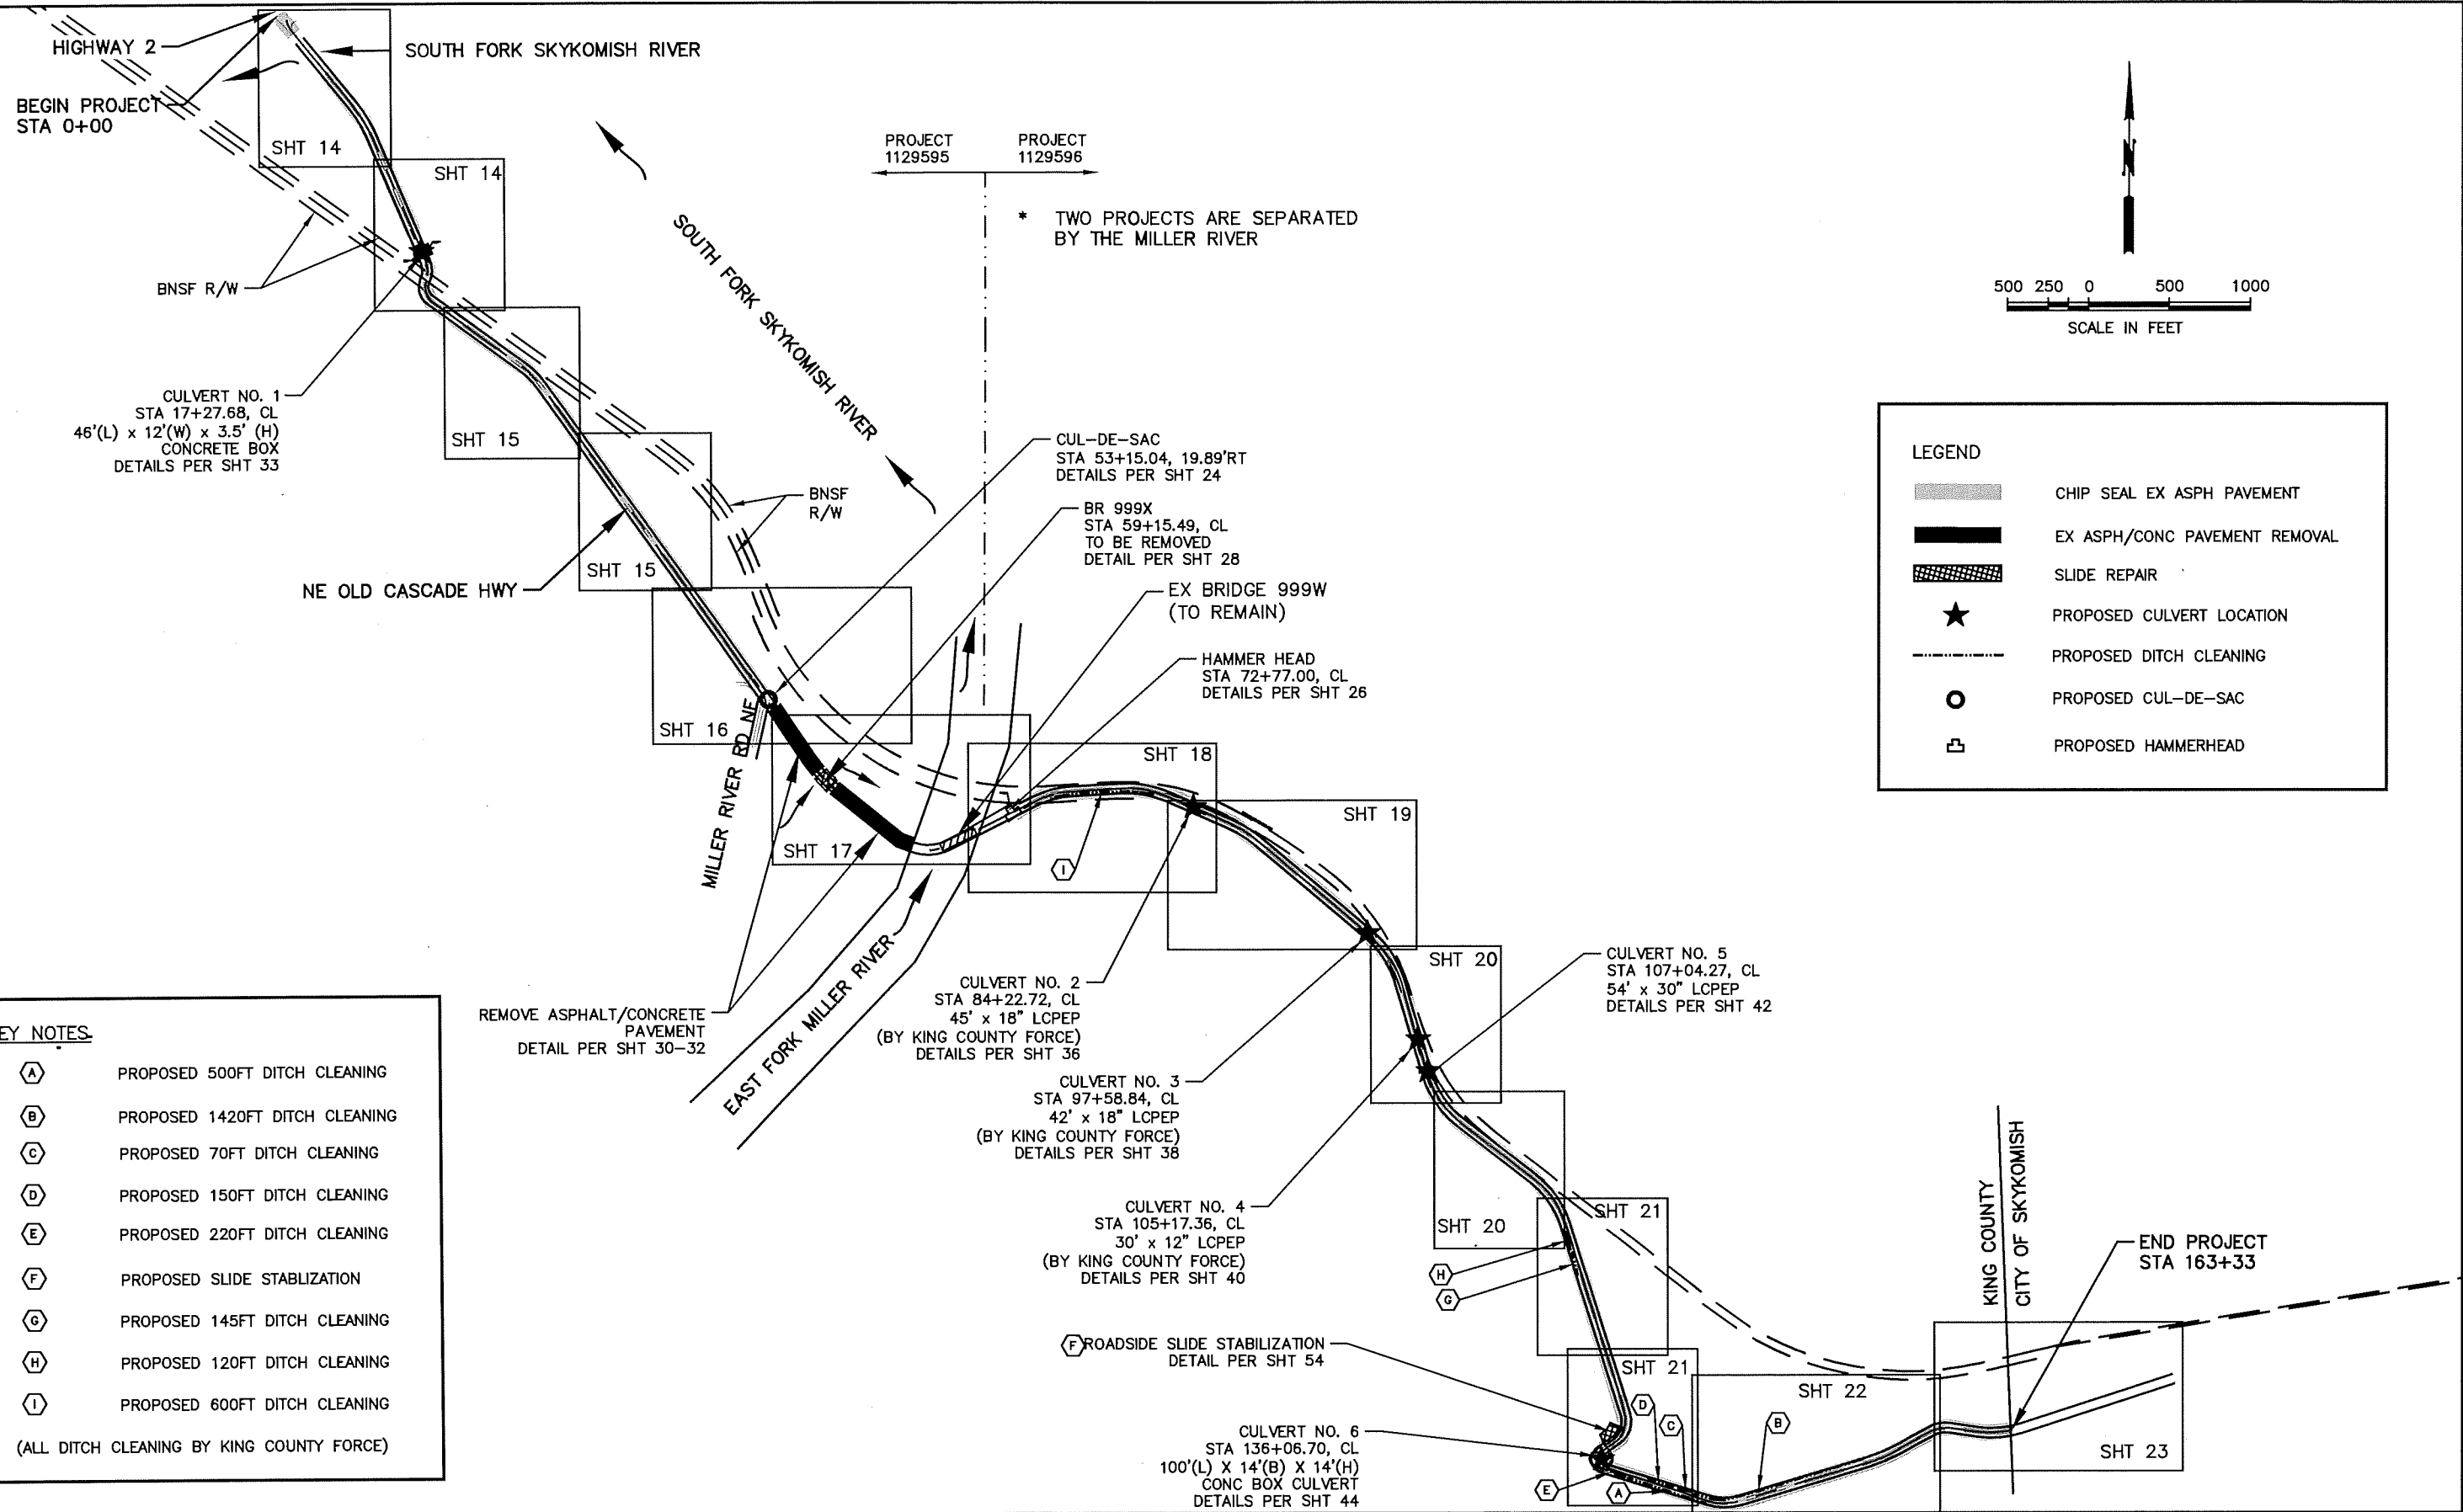 HIGHWAY 2
SOUTH FORK SKYKOMISH RIVER
BEGIN PROJECT
STA 0+00
SHT 14
SHT 14
BNSF R/W
PROJECT
1129595
PROJECT
1129596
* TWO PROJECTS ARE SEPARATED
BY THE MILLER RIVER
SOUTH FORK SKYKOMISH RIVER
N
500 250 0 500 1000
SCALE IN FEET
CULVERT NO. 1
STA 17+27.68, CL
46'(L) x 12'(W) x 3.5' (H)
CONCRETE BOX
DETAILS PER SHT 33
SHT 15
SHT 15
BNSF
R/W
NE OLD CASCADE HWY
CUL-DE-SAC
STA 53+15.04, 19.89'RT
DETAILS PER SHT 24
BR 999X
STA 59+15.49, CL
TO BE REMOVED
DETAIL PER SHT 28
EX BRIDGE 999W
(TO REMAIN)
HAMMER HEAD
STA 72+77.00, CL
DETAILS PER SHT 26
LEGEND
CHIP SEAL EX ASPH PAVEMENT
EX ASPH/CONC PAVEMENT REMOVAL
SLIDE REPAIR
PROPOSED CULVERT LOCATION
PROPOSED DITCH CLEANING
PROPOSED CUL-DE-SAC
PROPOSED HAMMERHEAD
SHT 16
MILLER RIVER RD NE
SHT 17
SHT 18
I
SHT 19
EAST FORK MILLER RIVER
REMOVE ASPHALT/CONCRETE
PAVEMENT
DETAIL PER SHT 30-32
CULVERT NO. 2
STA 84+22.72, CL
45' x 18" LCPEP
(BY KING COUNTY FORCE)
DETAILS PER SHT 36
SHT 20
CULVERT NO. 5
STA 107+04.27, CL
54' x 30" LCPEP
DETAILS PER SHT 42
CULVERT NO. 3
STA 97+58.84, CL
42' x 18" LCPEP
(BY KING COUNTY FORCE)
DETAILS PER SHT 38
CULVERT NO. 4
STA 105+17.36, CL
30' x 12" LCPEP
(BY KING COUNTY FORCE)
DETAILS PER SHT 40
SHT 20
SHT 21
H
G
KING COUNTY
CITY OF SKYKOMISH
END PROJECT
STA 163+33
F ROADSIDE SLIDE STABILIZATION
DETAIL PER SHT 54
SHT 21
SHT 22
SHT 23
D
C
B
CULVERT NO. 6
STA 136+06.70, CL
100'(L) X 14'(B) X 14'(H)
CONC BOX CULVERT
DETAILS PER SHT 44
E
A
EY NOTES
A PROPOSED 500FT DITCH CLEANING
B PROPOSED 1420FT DITCH CLEANING
C PROPOSED 70FT DITCH CLEANING
D PROPOSED 150FT DITCH CLEANING
E PROPOSED 220FT DITCH CLEANING
F PROPOSED SLIDE STABLIZATION
G PROPOSED 145FT DITCH CLEANING
H PROPOSED 120FT DITCH CLEANING
I PROPOSED 600FT DITCH CLEANING
(ALL DITCH CLEANING BY KING COUNTY FORCE)